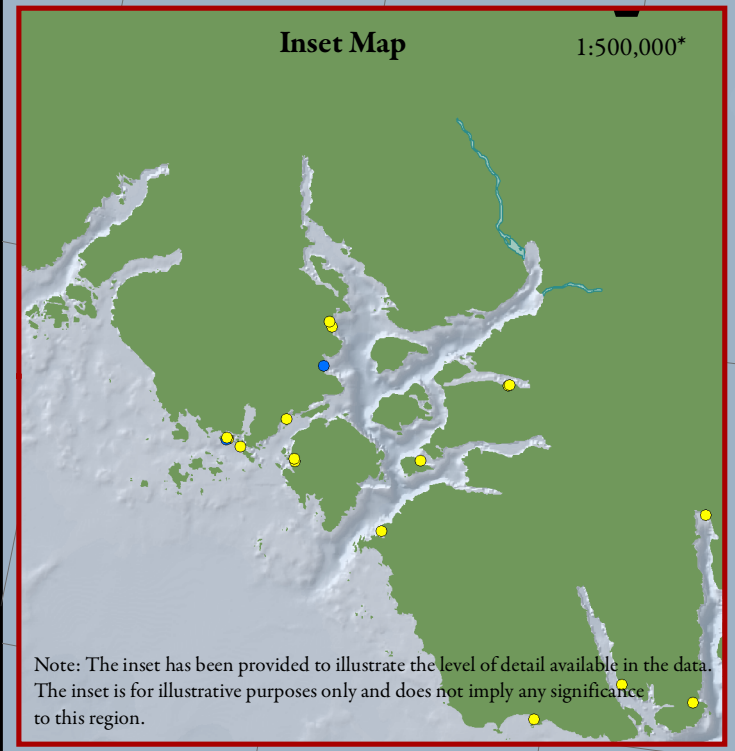 Inset Map
1:500,000*
Note: The inset has been provided to illustrate the level of detail available in the data.
The inset is for illustrative purposes only and does not imply any significance
to this region.